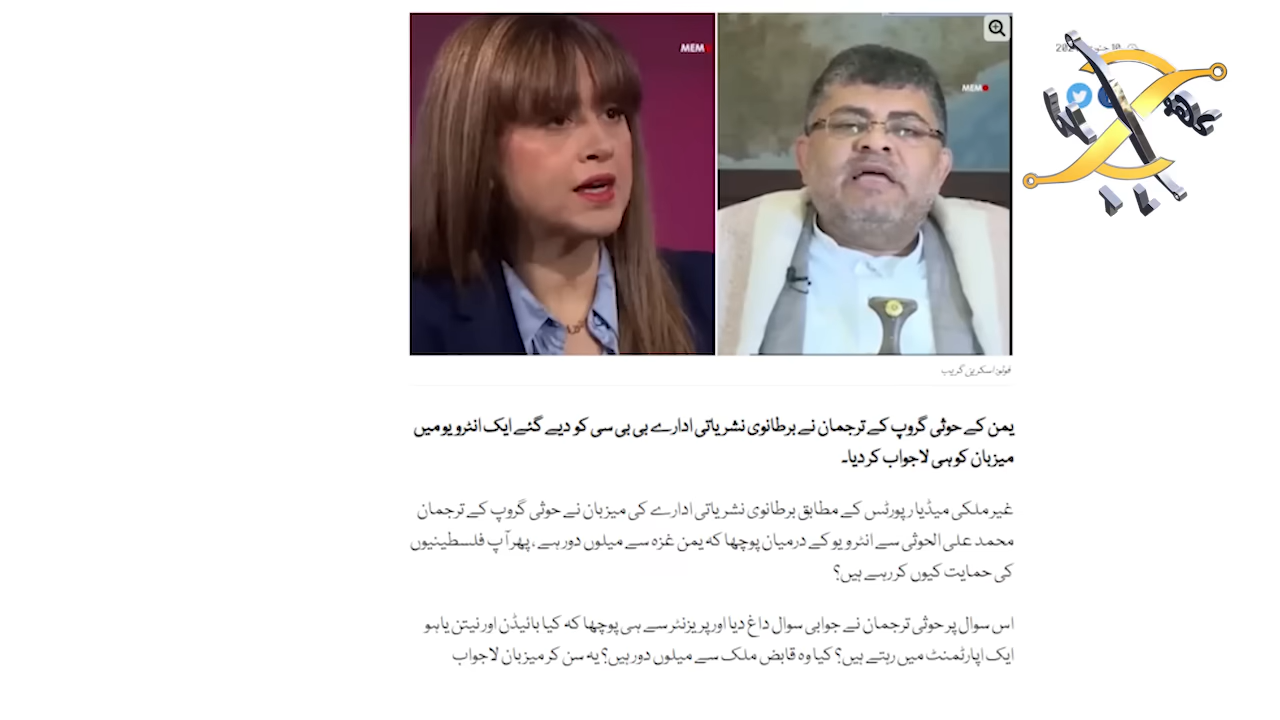 MEMO
MEMO
فوٹو: اسکرین گریب
یمن کے حوثی گروپ کے ترجمان نے برطانوی نشریاتی ادارے بی بی سی کو دیے گئے ایک انٹرویو میں
میزبان کو ہی لاجواب کر دیا۔
غیر ملکی میڈیا رپورٹس کے مطابق برطانوی نشریاتی ادارے کی میزبان نے حوثی گروپ کے ترجمان
محمد علی الحوثی سے انٹرویو کے درمیان پوچھا کہ یمن غزہ سے میلوں دور ہے، پھر آپ فلسطینیوں
کی حمایت کیوں کر رہے ہیں؟
اس سوال پر حوثی ترجمان نے جوابی سوال داغ دیا اور پریزنٹر سے ہی پوچھا کہ کیا بائیڈن اور نیتن یاہو
ایک اپارٹمنٹ میں رہتے ہیں؟ کیا وہ قابض ملک سے میلوں دور ہیں؟ یہ سن کر میزبان لاجواب